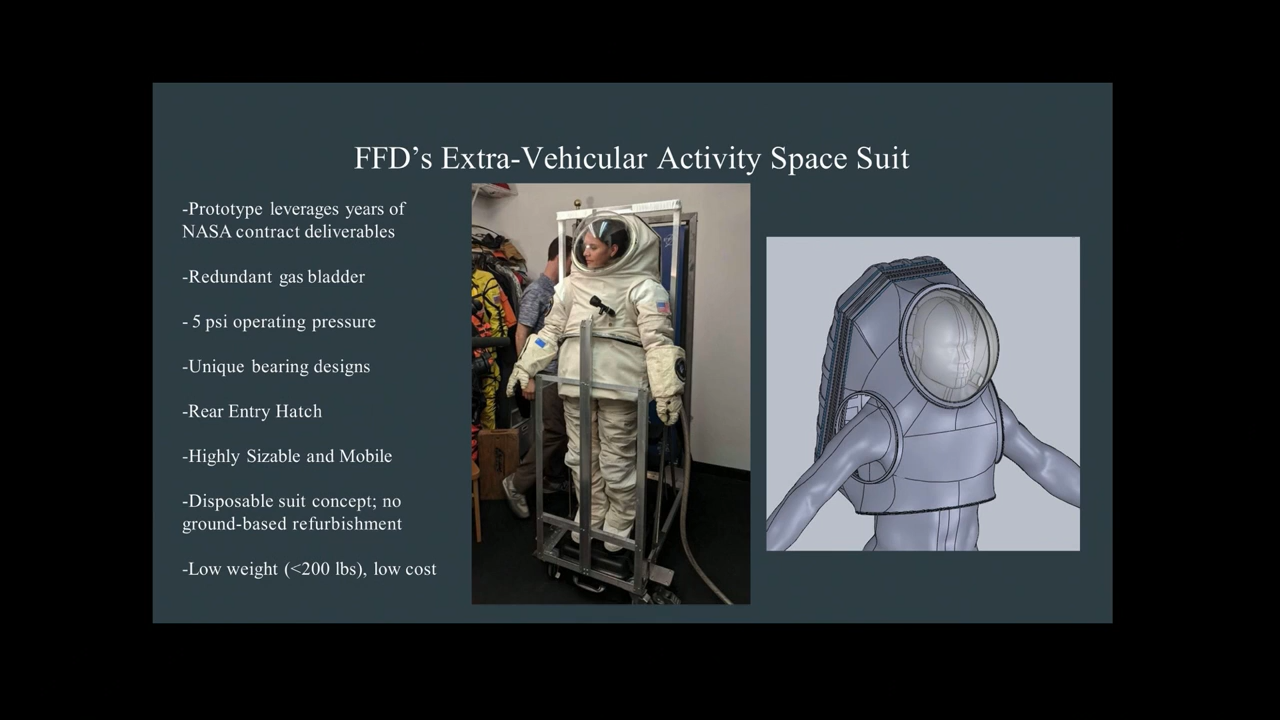 FFD's Extra-Vehicular Activity Space Suit
-Prototype leverages years of
NASA contract deliverables
-Redundant gas bladder
- 5 psi operating pressure
-Unique bearing designs
-Rear Entry Hatch
-Highly Sizable and Mobile
-Disposable suit concept; no
ground-based refurbishment
-Low weight (<200 lbs), low cost